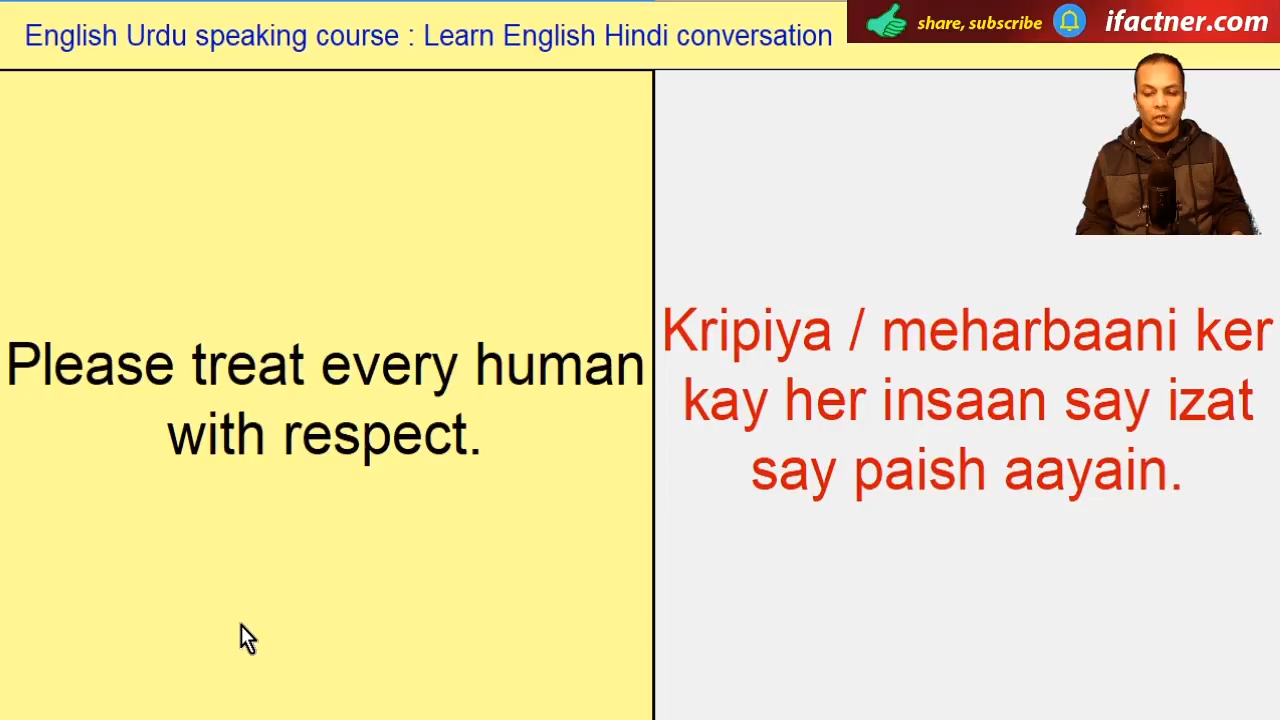 English Urdu speaking course : Learn English Hindi conversation
share, subscribe
ifactner.com
Please treat every human
with respect.
Kripiya / meharbaani ker
kay her insaan say izat
say paish aayain.